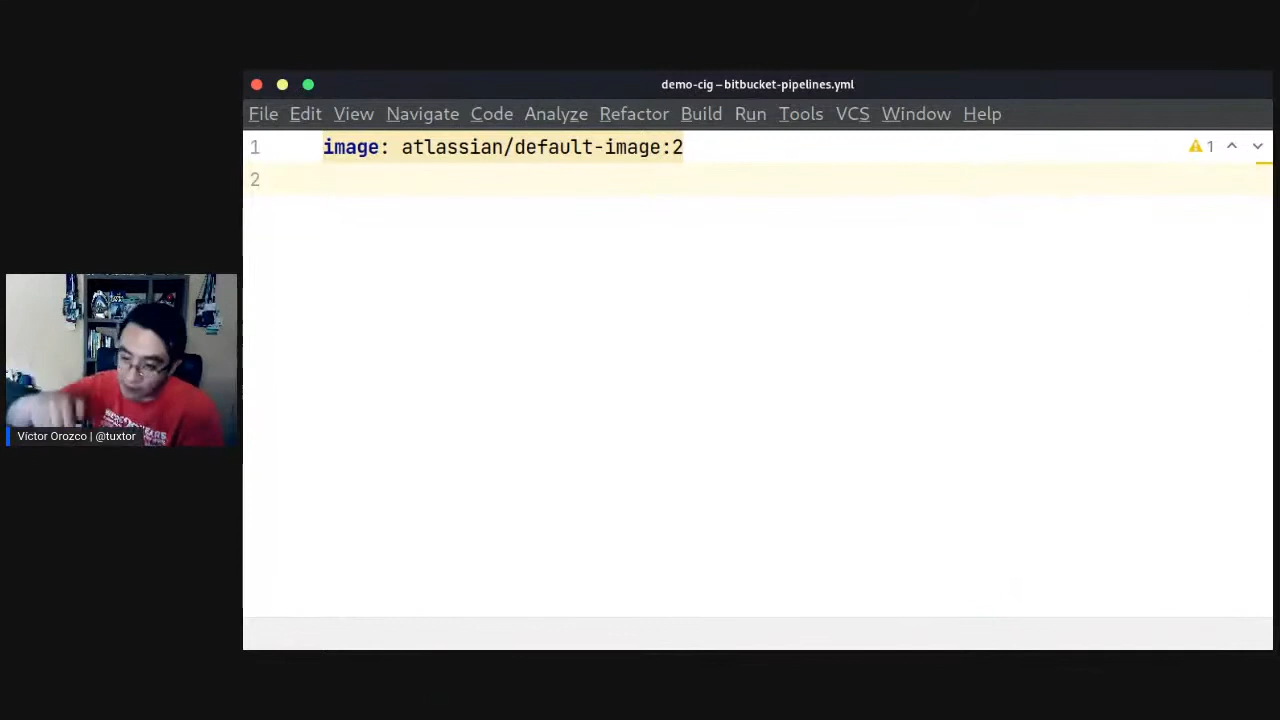 demo-cig – bitbucket-pipelines.yml
File Edit View Navigate Code Analyze Refactor Build Run Tools VCS Window Help
1 image: atlassian/default-image:2
1
2
Víctor Orozco | @tuxtor